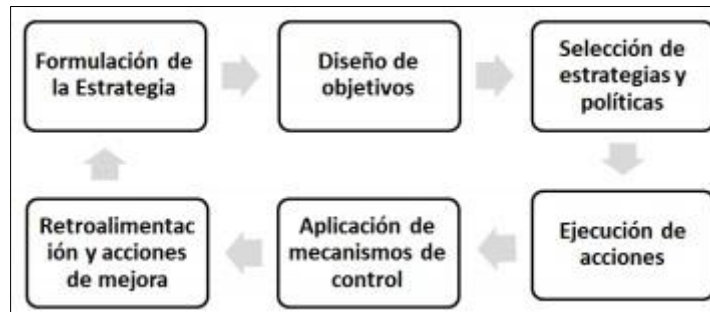 Formulación de
la Estrategia
Diseño de
objetivos
Selección de
estrategias y
políticas
Retroalimentac
ión y acciones
de mejora
Aplicación de
mecanismos de
control
Ejecución de
acciones